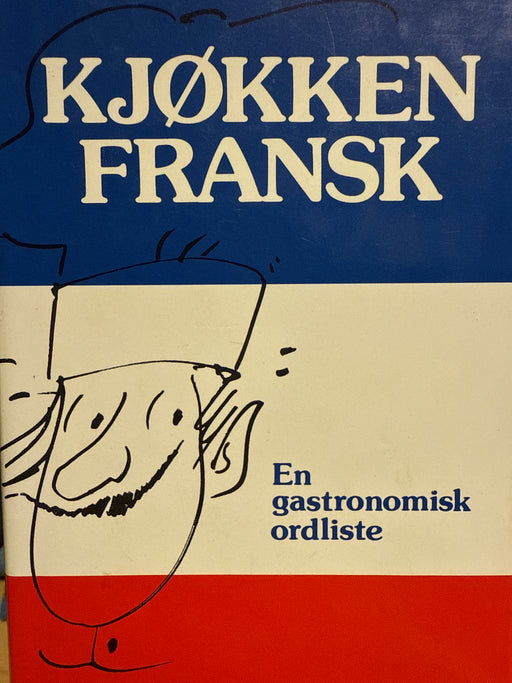 KJØKKEN
FRANSK
En
gastronomisk
ordliste